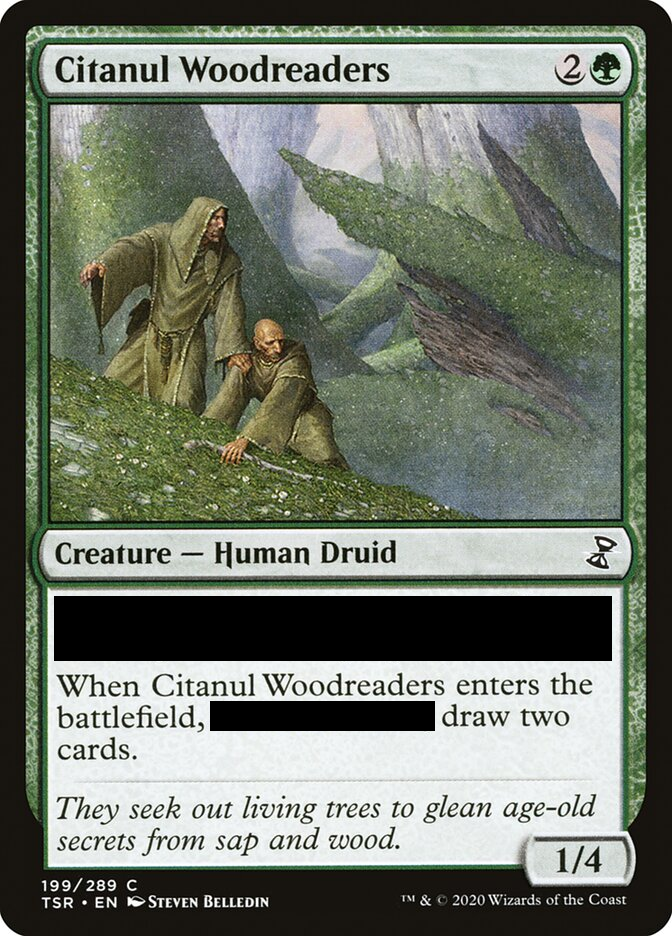 Citanul Woodreaders 2
Creature — Human Druid
When Citanul Woodreaders enters the
battlefield, draw two
cards.
They seek out living trees to glean age-old
secrets from sap and wood.
1/4
199/289 C
TSR • EN Steven Belledin
™ & © 2020 Wizards of the Coast